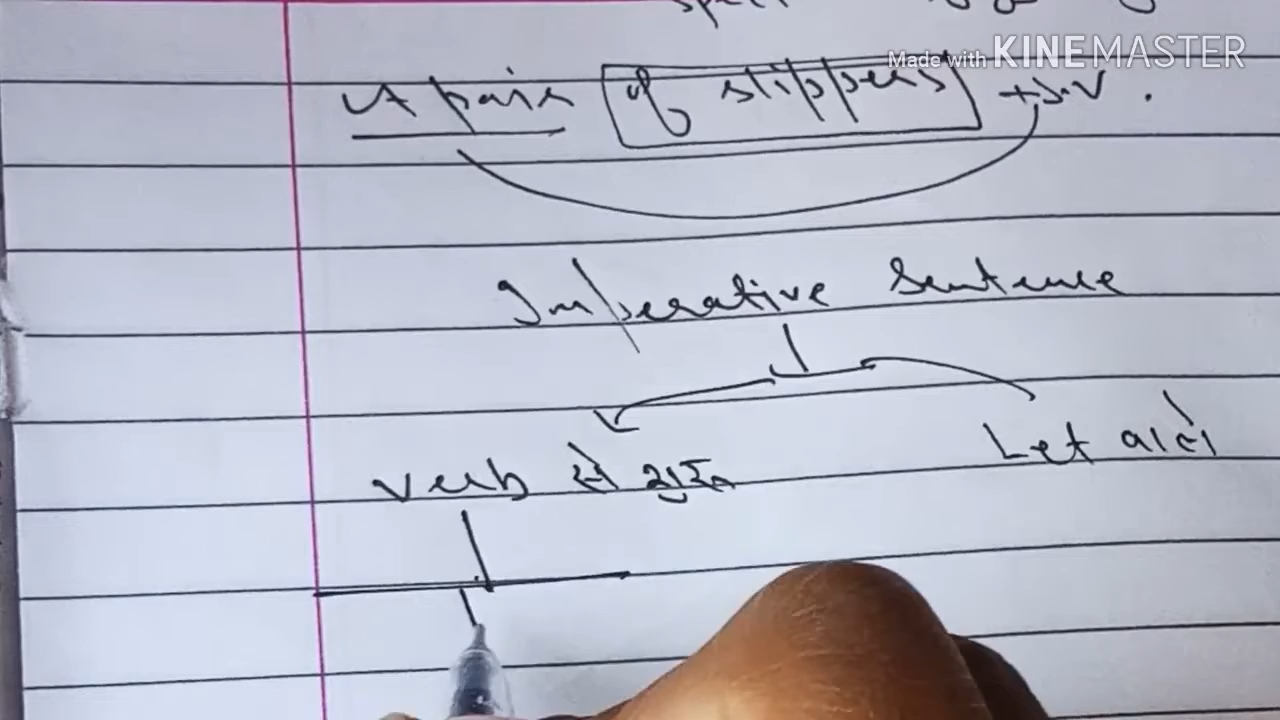 Made with KINEMASTER
A pair of slippers + S.V.
Imperative Sentence
Verb से शुरू
Let वाले